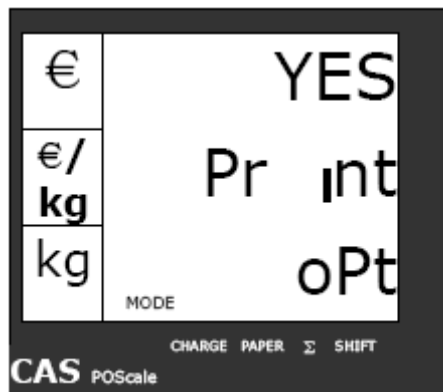 € YES
€/
kg Pr ınt
kg oPt
MODE
CHARGE PAPER Σ SHIFT
CAS POScale